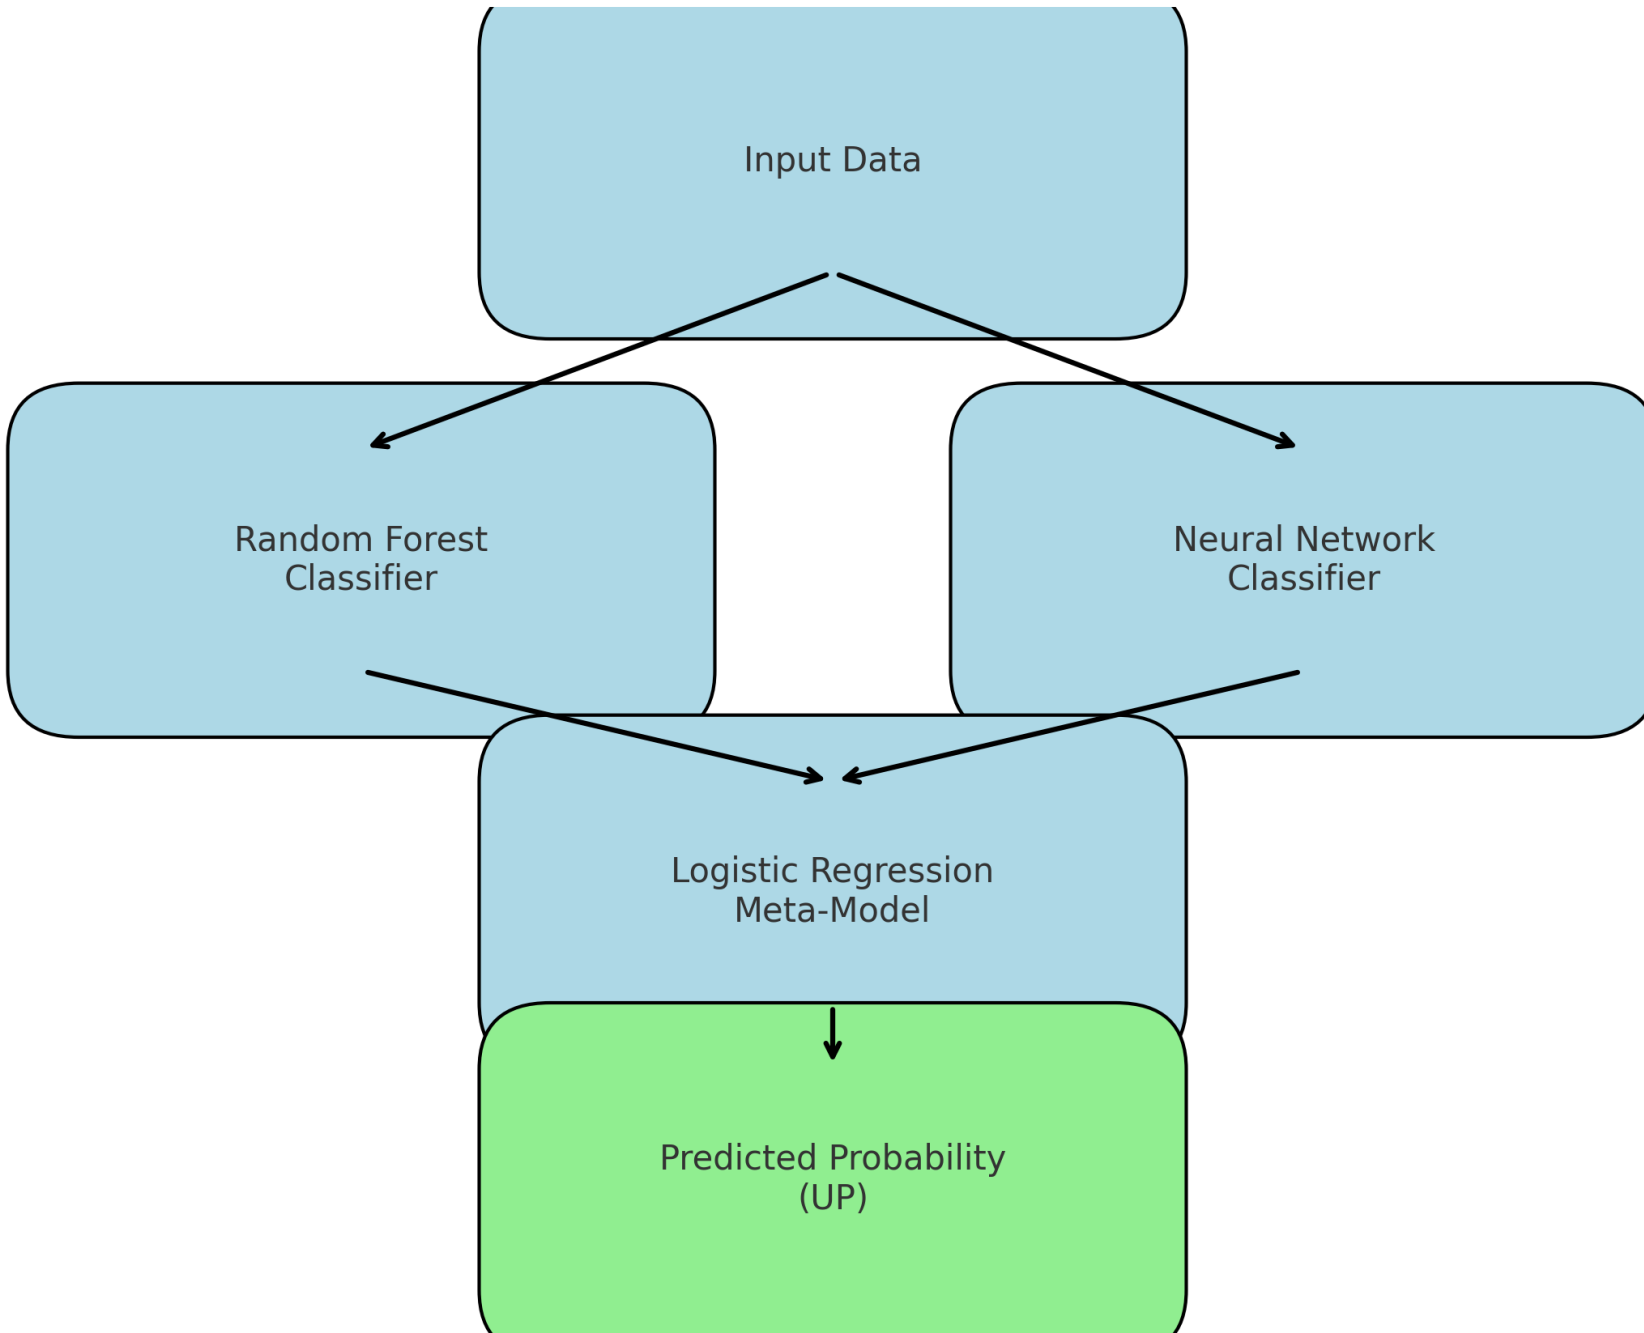 Input Data
Random Forest
Classifier
Neural Network
Classifier
Logistic Regression
Meta-Model
Predicted Probability
(UP)